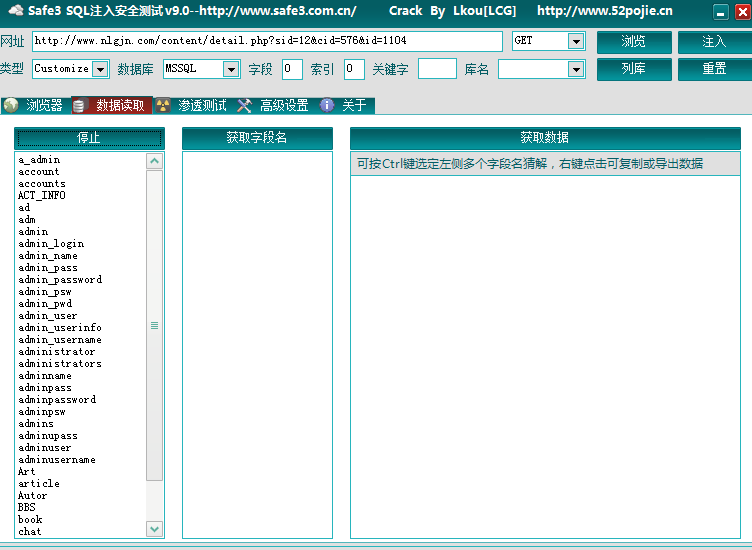 Safe3 SQL注入安全测试 v9.0--http://www.safe3.com.cn/ Crack By Lkou[LCG] http://www.52pojie.cn
网址 http://www.nlgjn.com/content/detail.php?sid=12&cid=576&id=1104 GET 浏览 注入
类型 Customize 数据库 MSSQL 字段 0 索引 0 关键字 库名 列库 重置
浏览器 数据读取 渗透测试 高级设置 关于
停止 获取字段名 获取数据
可按Ctrl键选定左侧多个字段名猜解，右键点击可复制或导出数据
a_admin
account
accounts
ACT_INFO
ad
adm
admin
admin_login
admin_name
admin_pass
admin_password
admin_psw
admin_pwd
admin_user
admin_userinfo
admin_username
administrator
administrators
adminname
adminpass
adminpassword
adminpsw
admins
adminupass
adminuser
adminusername
Art
article
Autor
BBS
book
chat